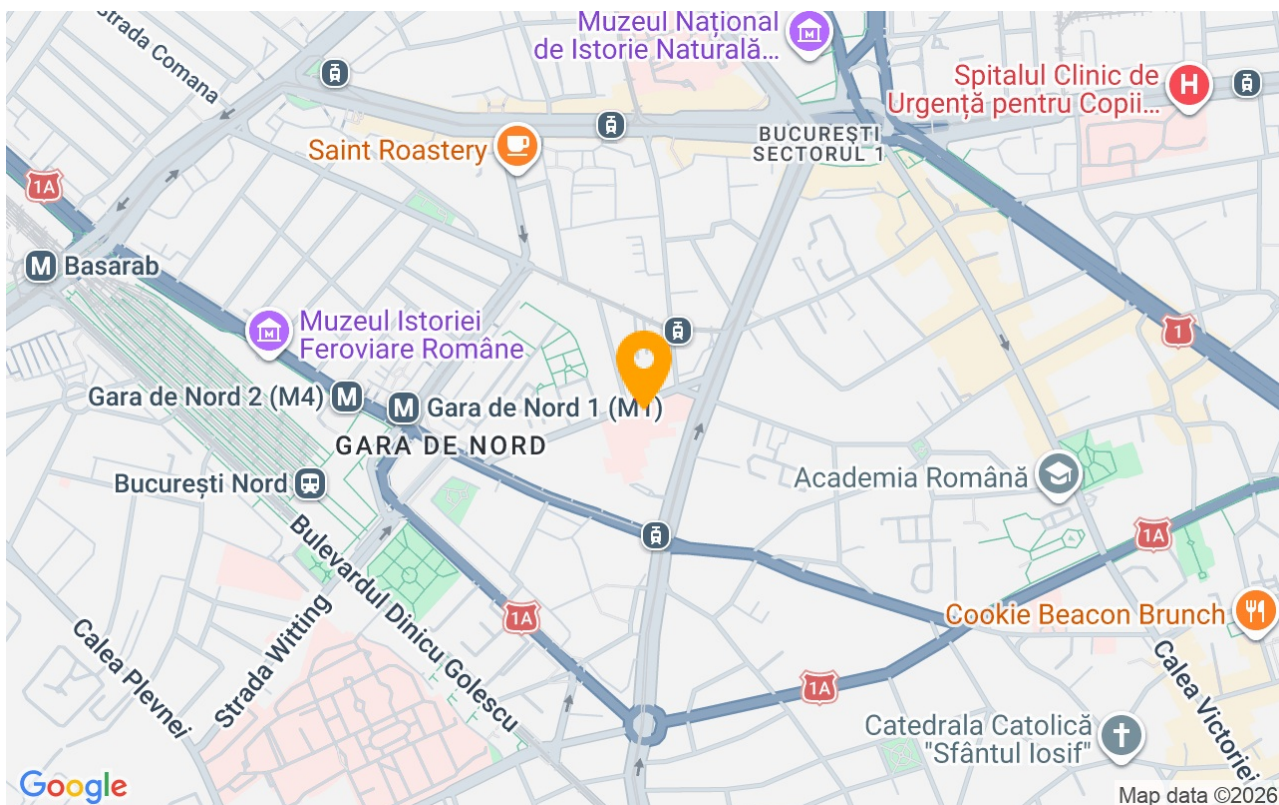 Strada Comana
Muzeul Național
de Istorie Naturală...
Spitalul Clinic de
Urgență pentru Copii...
H
Saint Roastery
BUCUREȘTI
SECTORUL 1
1A
M Basarab
Muzeul Istoriei
Feroviare Române
1
Gara de Nord 2 (M4) M
M Gara de Nord 1 (M1)
GARA DE NORD
București Nord
Academia Română
1A
Bulevardul Dinicu Golescu
Strada Witting
Calea Plevnei
1A
Cookie Beacon Brunch
1A
Calea Victoriei
Catedrala Catolică
"Sfântul Iosif"
Google
Map data ©2026